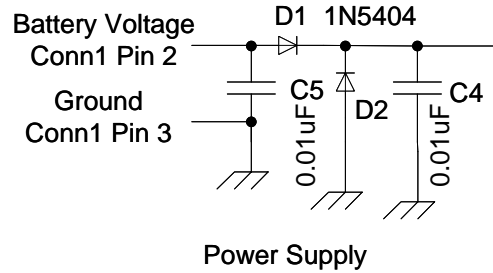 D1 1N5404
Battery Voltage
Conn1 Pin 2
C5
C4
Ground
D2
Conn1 Pin 3
0.01uF
0.01uF
Power Supply